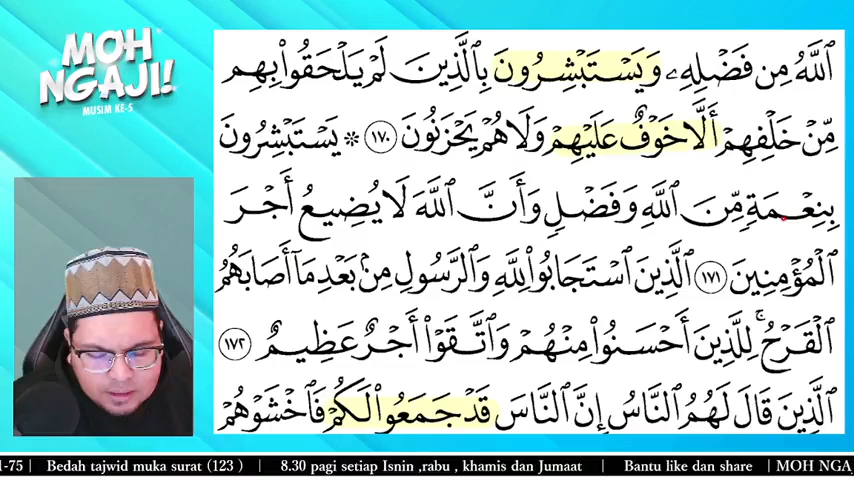 MOH
NGAJI!
MUSIM KE-5
ٱللَّهُ مِن فَضْلِهِۦ وَيَسْتَبْشِرُونَ بِٱلَّذِينَ لَمْ يَلْحَقُوا۟ بِهِم
مِّنْ خَلْفِهِمْ أَلَّا خَوْفٌ عَلَيْهِمْ وَلَا هُمْ يَحْزَنُونَ ١٧٠ ۞ يَسْتَبْشِرُونَ
بِنِعْمَةٍ مِّنَ ٱللَّهِ وَفَضْلٍ وَأَنَّ ٱللَّهَ لَا يُضِيعُ أَجْرَ
ٱلْمُؤْمِنِينَ ١٧١ ٱلَّذِينَ ٱسْتَجَابُوا۟ لِلَّهِ وَٱلرَّسُولِ مِنۢ بَعْدِ مَآ أَصَابَهُمُ
ٱلْقَرْحُ ۚ لِلَّذِينَ أَحْسَنُوا۟ مِنْهُمْ وَٱتَّقَوْا۟ أَجْرٌ عَظِيمٌ ١٧٢
ٱلَّذِينَ قَالَ لَهُمُ ٱلنَّاسُ إِنَّ ٱلنَّاسَ قَدْ جَمَعُوا۟ لَكُمْ فَٱخْشَوْهُمْ
1-75 | Bedah tajwid muka surat (123) | 8.30 pagi setiap Isnin ,rabu , khamis dan Jumaat | Bantu like dan share | MOH NGA